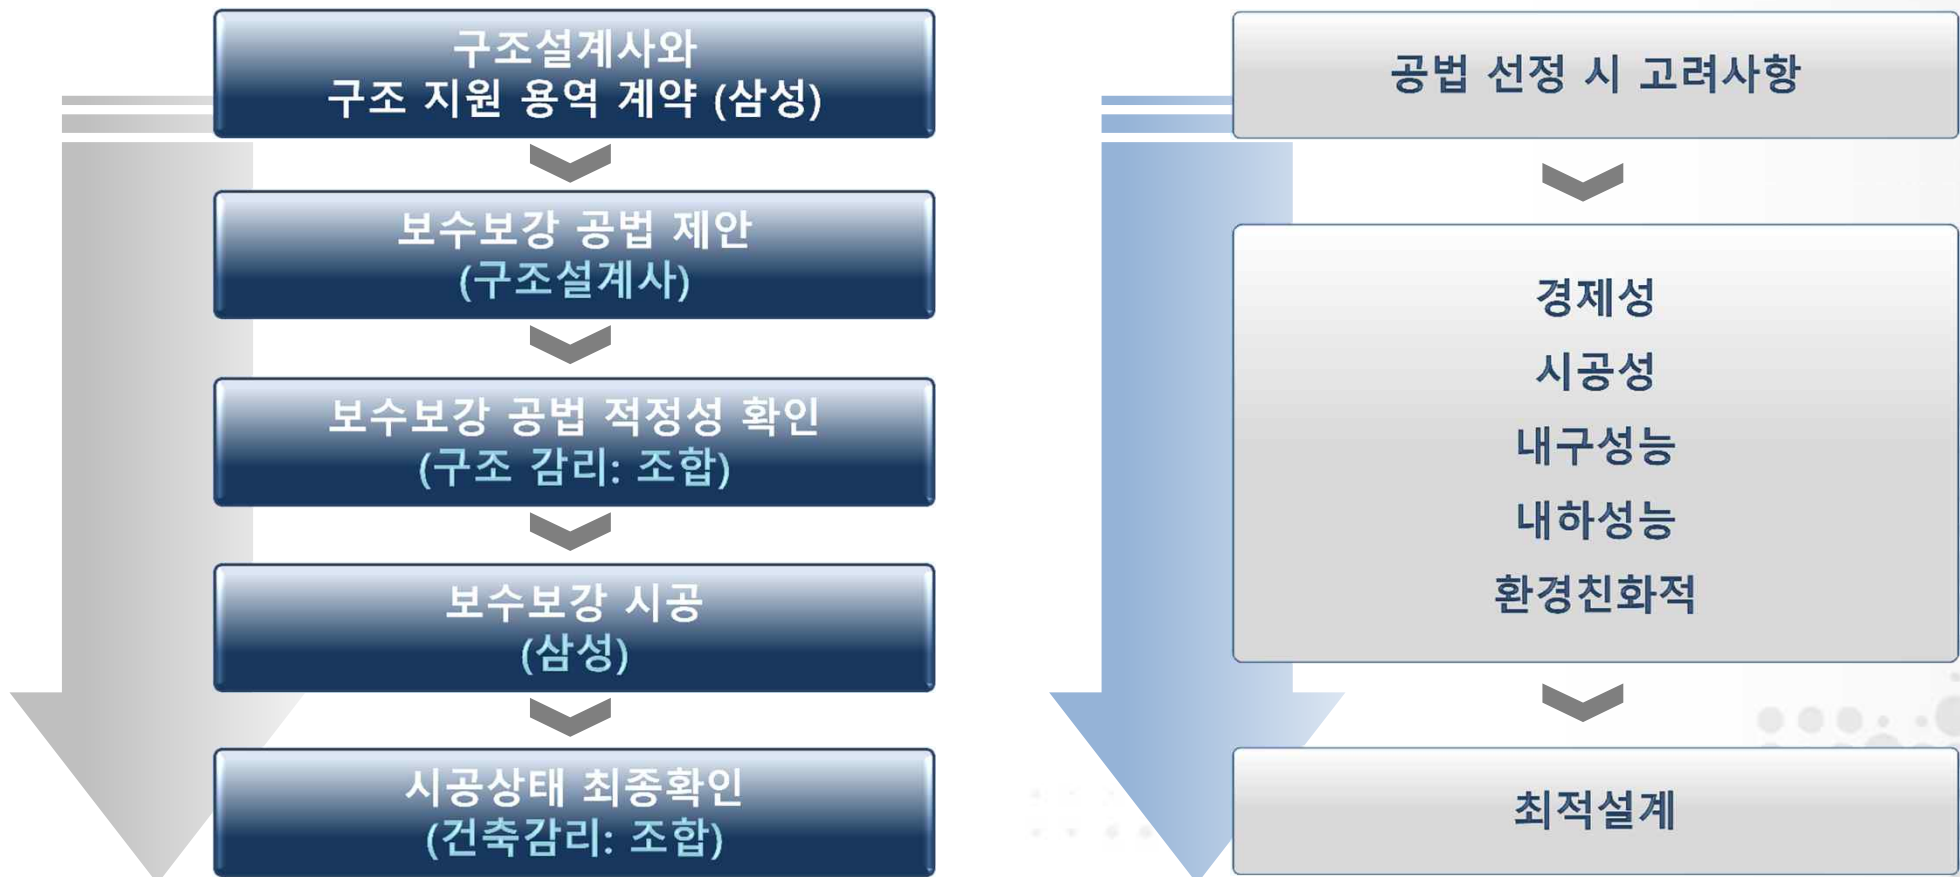 구조설계사와
구조 지원 용역 계약 (삼성)
보수보강 공법 제안
(구조설계사)
보수보강 공법 적정성 확인
(구조 감리: 조합)
보수보강 시공
(삼성)
시공상태 최종확인
(건축감리: 조합)
공법 선정 시 고려사항
경제성
시공성
내구성능
내하성능
환경친화적
최적설계